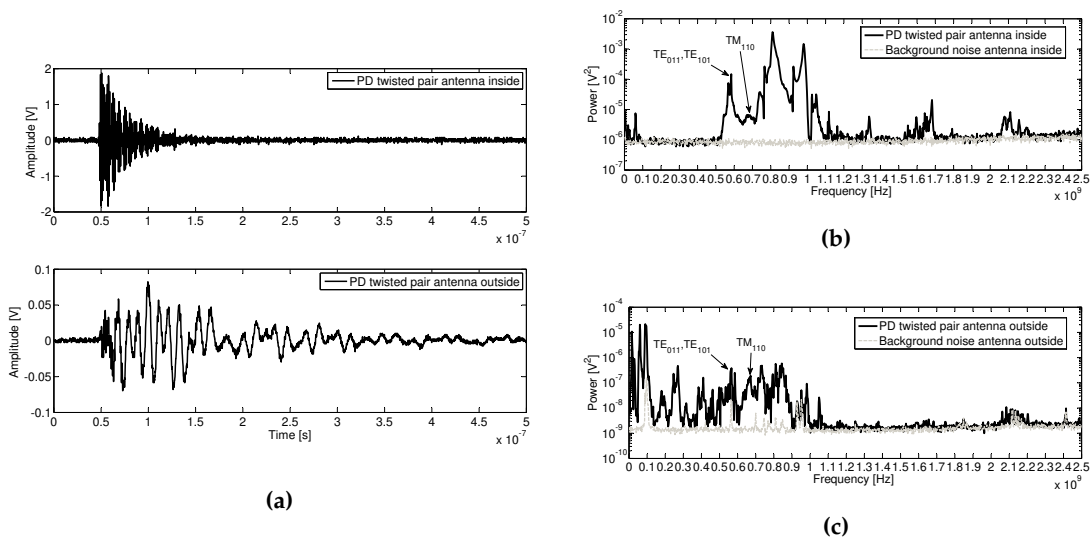 2
1
0
-1
-2
Amplitude [V]
PD twisted pair antenna inside
0 0.5 1 1.5 2 2.5 3 3.5 4 4.5 5
x 10-7
0.1
0.05
0
-0.05
-0.1
Amplitude [V]
PD twisted pair antenna outside
0 0.5 1 1.5 2 2.5 3 3.5 4 4.5 5
Time [s]
x 10-7
(a)
10-2
10-3
10-4
10-5
10-6
10-7
Power [V2]
PD twisted pair antenna inside
Background noise antenna inside
TE011,TE101
TM110
0 0.1 0.2 0.3 0.4 0.5 0.6 0.7 0.8 0.9 1 1.1 1.2 1.3 1.4 1.5 1.6 1.7 1.8 1.9 2 2.1 2.2 2.3 2.4 2.5
Frequency [Hz]
x 109
(b)
10-4
10-5
10-6
10-7
10-8
10-9
10-10
Power [V2]
PD twisted pair antenna outside
Background noise antenna outside
TE011,TE101
TM110
0 0.1 0.2 0.3 0.4 0.5 0.6 0.7 0.8 0.9 1 1.1 1.2 1.3 1.4 1.5 1.6 1.7 1.8 1.9 2 2.1 2.2 2.3 2.4 2.5
Frequency [Hz]
x 109
(c)